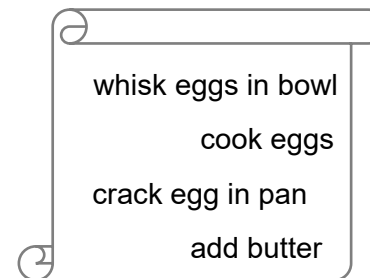 whisk eggs in bowl
cook eggs
crack egg in pan
add butter